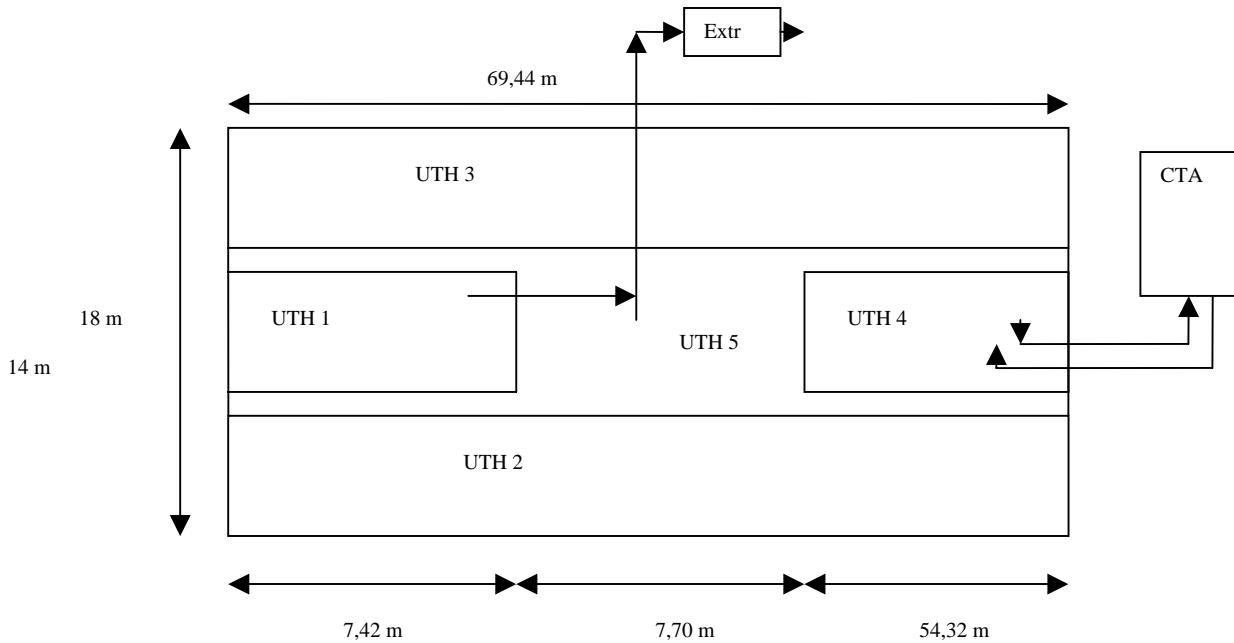 Extr
69,44 m
UTH 3
CTA
18 m
UTH 1
UTH 4
UTH 5
14 m
UTH 2
7,42 m
7,70 m
54,32 m